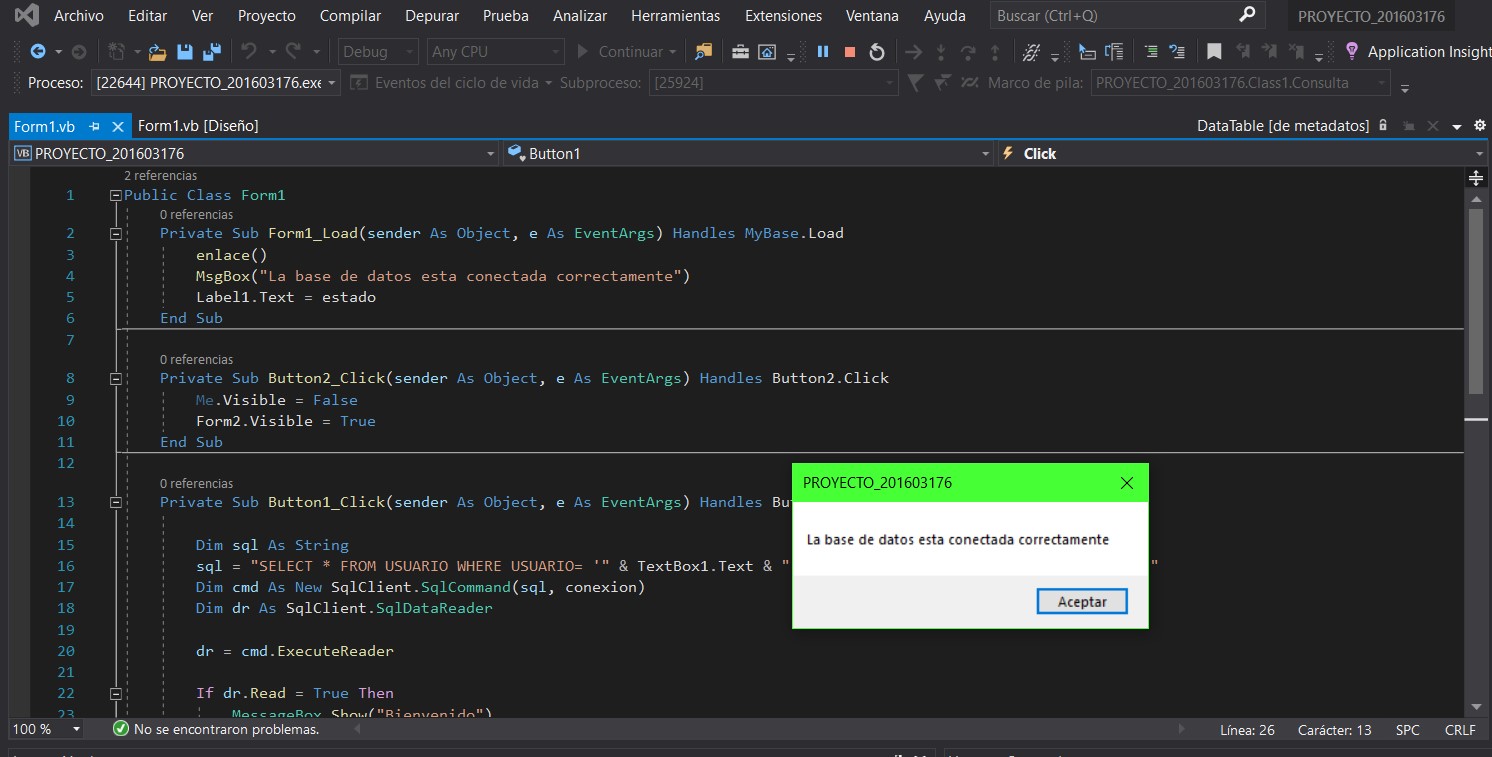 Archivo Editar Ver Proyecto Compilar Depurar Prueba Analizar Herramientas Extensiones Ventana Ayuda Buscar (Ctrl+Q) PROYECTO_201603176
Debug Any CPU Continuar Application Insight
Proceso: [22644] PROYECTO_201603176.exe Eventos del ciclo de vida Subproceso: [25924] Marco de pila: PROYECTO_201603176.Class1.Consulta
Form1.vb Form1.vb [Diseño] DataTable [de metadatos]
VB PROYECTO_201603176 Button1 Click
2 referencias
1 Public Class Form1
0 referencias
2 Private Sub Form1_Load(sender As Object, e As EventArgs) Handles MyBase.Load
3 enlace()
4 MsgBox("La base de datos esta conectada correctamente")
5 Label1.Text = estado
6 End Sub
7
0 referencias
8 Private Sub Button2_Click(sender As Object, e As EventArgs) Handles Button2.Click
9 Me.Visible = False
10 Form2.Visible = True
11 End Sub
12
0 referencias
13 Private Sub Button1_Click(sender As Object, e As EventArgs) Handles
14
15 Dim sql As String
16 sql = "SELECT * FROM USUARIO WHERE USUARIO= '" & TextBox1.Text & " "
17 Dim cmd As New SqlClient.SqlCommand(sql, conexion)
18 Dim dr As SqlClient.SqlDataReader
19
20 dr = cmd.ExecuteReader
21
22 If dr.Read = True Then
23 MessageBox.Show("Bienvenido")
PROYECTO_201603176
La base de datos esta conectada correctamente
Aceptar
100 % No se encontraron problemas. Línea: 26 Carácter: 13 SPC CRLF